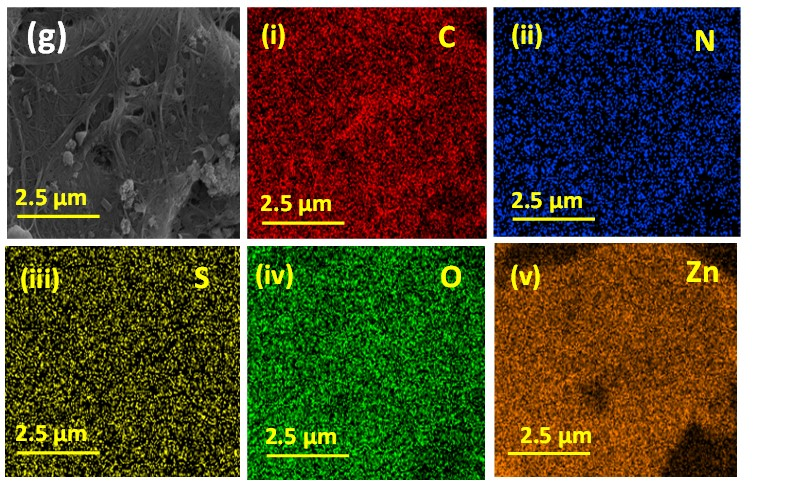 (g)
2.5 µm
(i) C
2.5 µm
(ii) N
2.5 µm
(iii) S
2.5 µm
(iv) O
2.5 µm
(v) Zn
2.5 µm